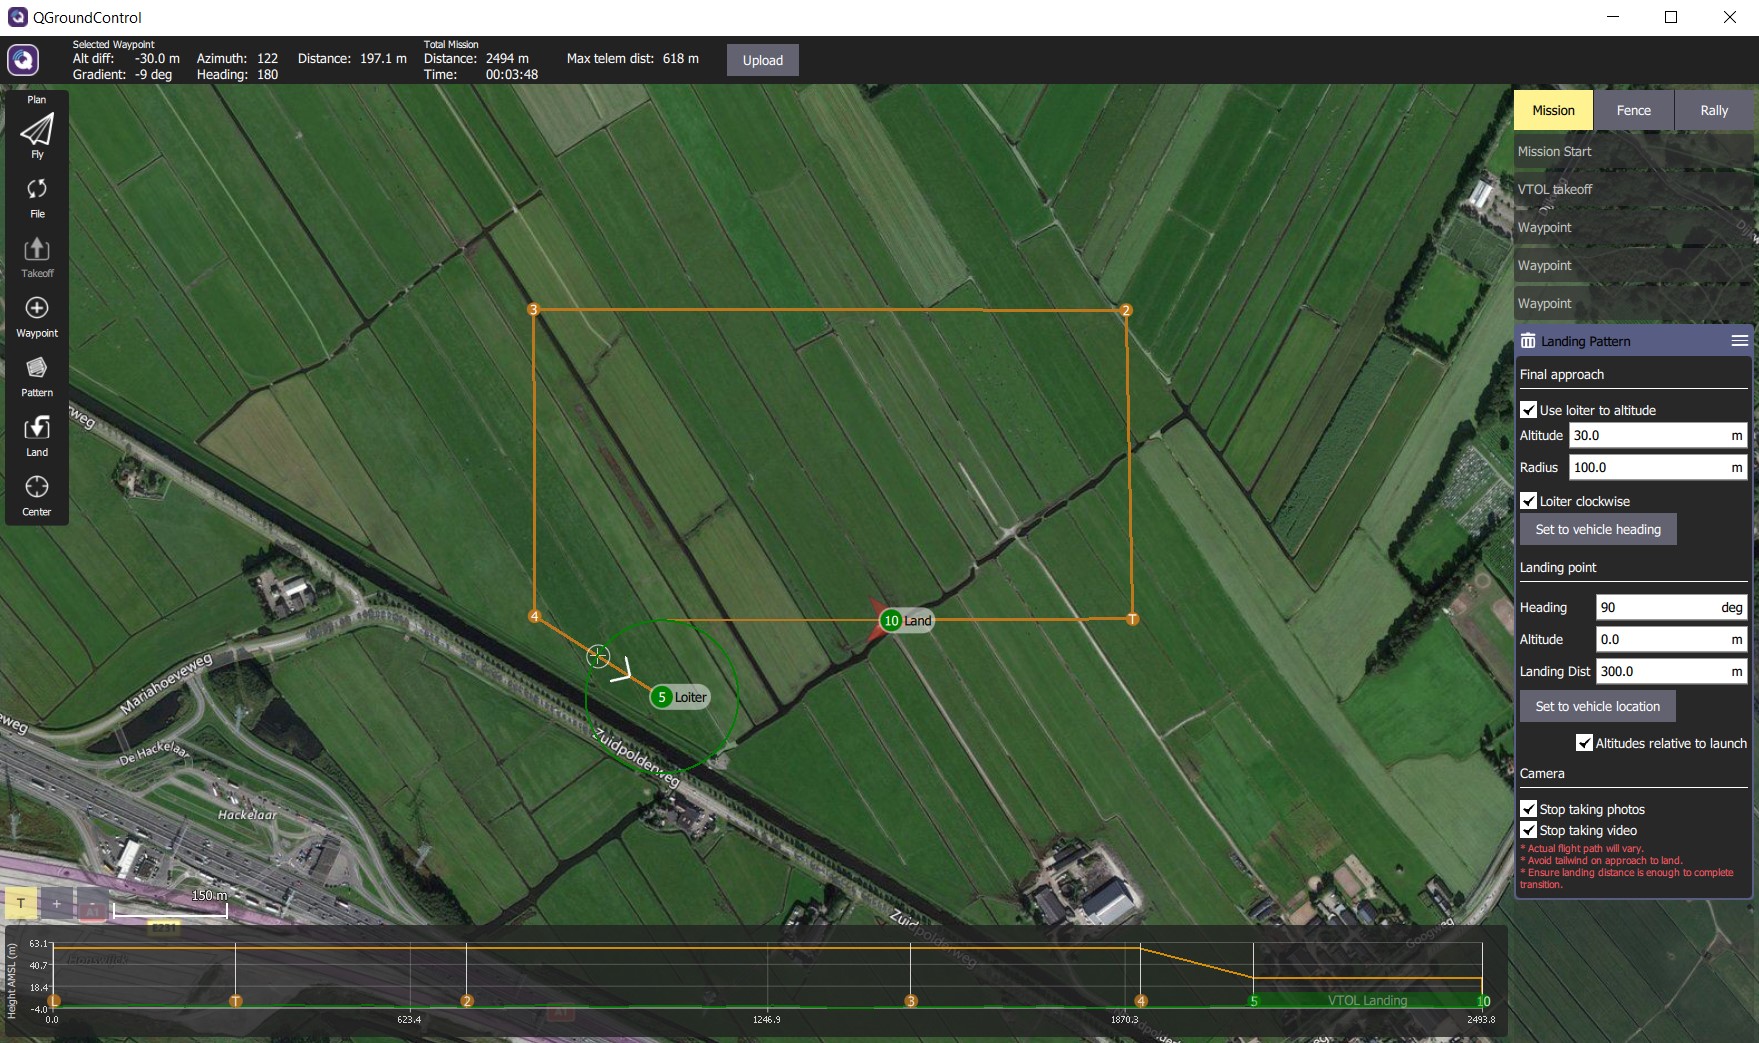 QGroundControl
Selected Waypoint
Alt diff: -30.0 m Azimuth: 122 Distance: 197.1 m
Gradient: -9 deg Heading: 180
Total Mission
Distance: 2494 m Max telem dist: 618 m
Time: 00:03:48
Upload
Plan
Fly
File
Takeoff
Waypoint
Pattern
Land
Center
Mission Fence Rally
Mission Start
VTOL takeoff
Waypoint
Waypoint
Waypoint
Landing Pattern
Final approach
Use loiter to altitude
Altitude 30.0 m
Radius 100.0 m
Loiter clockwise
Set to vehicle heading
Landing point
Heading 90 deg
Altitude 0.0 m
Landing Dist 300.0 m
Set to vehicle location
Altitudes relative to launch
Camera
Stop taking photos
Stop taking video
* Actual flight path will vary.
* Avoid tailwind on approach to land.
* Ensure landing distance is enough to complete
transition.
3
2
4
T
10 Land
5 Loiter
Mariahoeveweg
De Hackelaar
Hackelaar
Zuidpolderweg
Zuidpolderweg
Googweg
T +
A1
150 m
E231
A1
Height AMSL (m)
63.1
40.7
18.4
-4.0
L T 2 3 4 5 VTOL Landing 10
0.0 623.4 1246.9 1870.3 2493.8